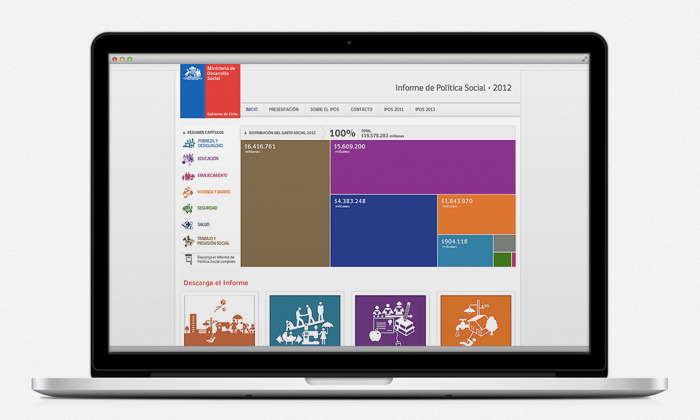 Ministerio de
Desarrollo
Social
Gobierno de Chile
Informe de Política Social • 2012
INICIO PRESENTACIÓN SOBRE EL IPOS CONTACTO IPOS 2011 IPOS 2013
RESUMEN CAPÍTULOS
POBREZA Y
DESIGUALDAD
EDUCACIÓN
ENVEJECIMIENTO
VIVIENDA Y BARRIO
SEGURIDAD
SALUD
TRABAJO Y
PREVISIÓN SOCIAL
Descarga el Informe de
Política Social completo
DISTRIBUCIÓN DEL GASTO SOCIAL 2012
100%
TOTAL
$19.578.283 millones
$6.416.761
millones
$5.609.200
millones
$4.383.248
millones
$1.843.970
millones
$904.118
millones
Descarga el Informe